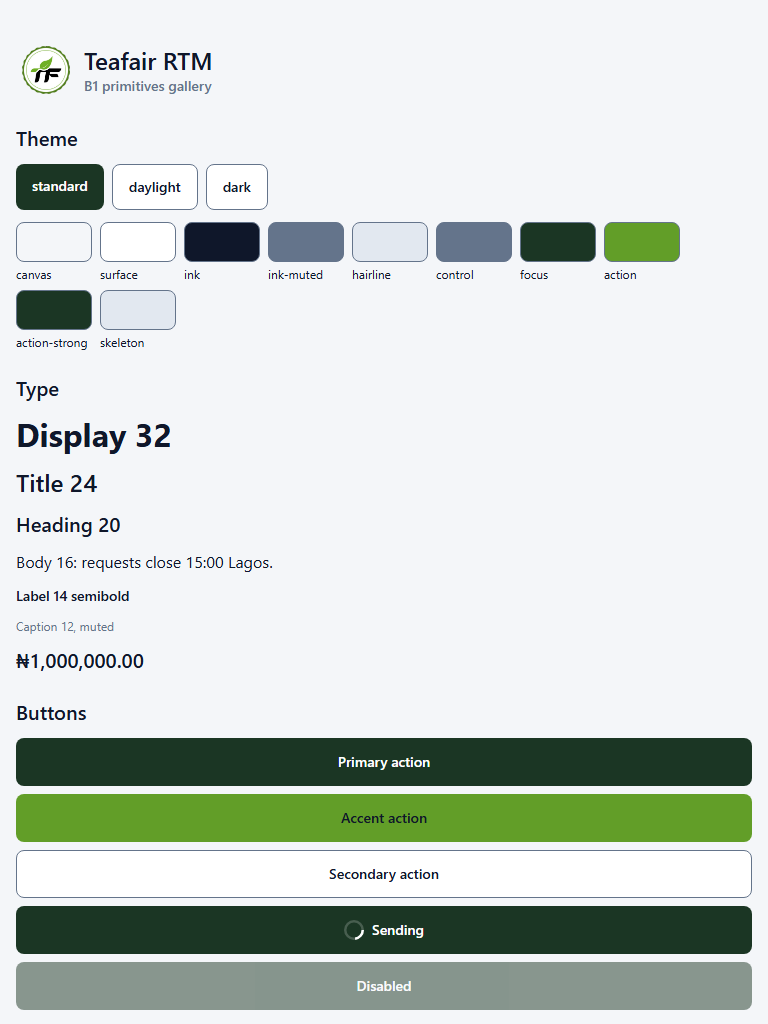 TF
Teafair RTM
B1 primitives gallery
Theme
standard daylight dark
canvas surface ink ink-muted hairline control focus action
action-strong skeleton
Type
Display 32
Title 24
Heading 20
Body 16: requests close 15:00 Lagos.
Label 14 semibold
Caption 12, muted
₦1,000,000.00
Buttons
Primary action
Accent action
Secondary action
Sending
Disabled